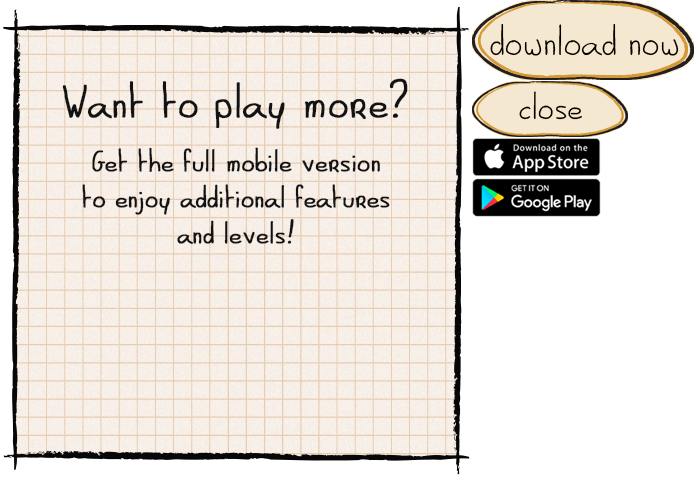 Want to play more?
Get the full mobile version
to enjoy additional features
and levels!
download now
close
Download on the
App Store
GET IT ON
Google Play